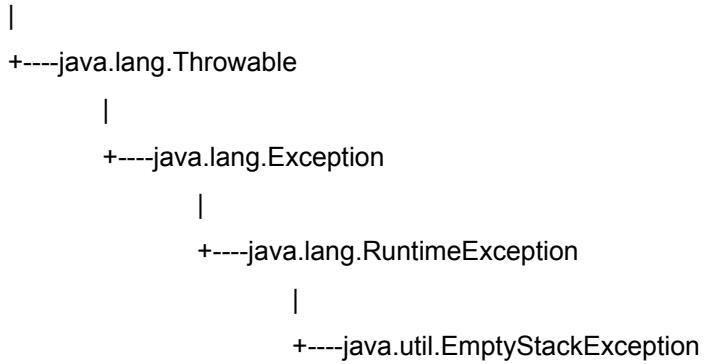 |
+----java.lang.Throwable
|
+----java.lang.Exception
|
+----java.lang.RuntimeException
|
+----java.util.EmptyStackException